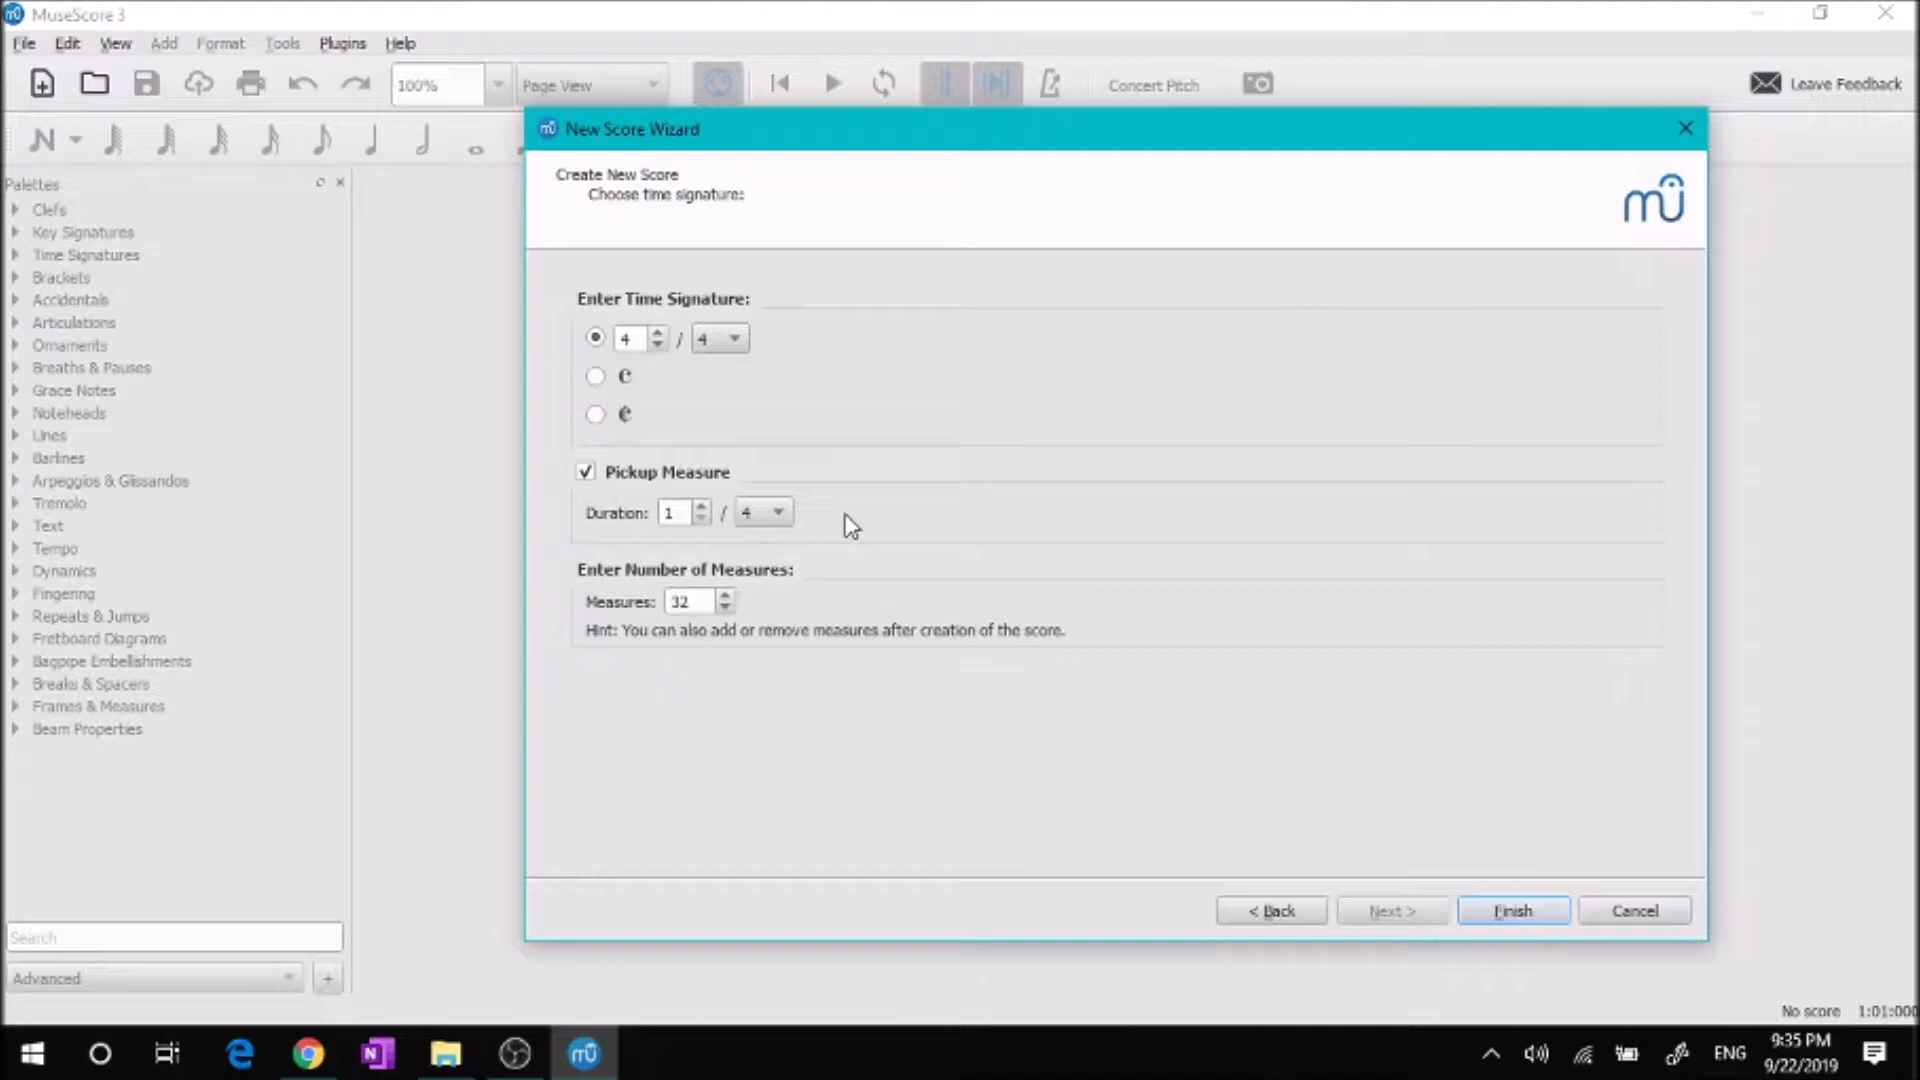 MuseScore 3
File Edit View Add Format Tools Plugins Help
100% Page View Concert Pitch Leave Feedback
New Score Wizard
Create New Score
Choose time signature:
Palettes
Clefs
Key Signatures
Time Signatures
Brackets
Accidentals
Articulations
Ornaments
Breaths & Pauses
Grace Notes
Noteheads
Lines
Barlines
Arpeggios & Glissandos
Tremolo
Text
Tempo
Dynamics
Fingering
Repeats & Jumps
Fretboard Diagrams
Bagpipe Embellishments
Breaks & Spacers
Frames & Measures
Beam Properties
Search
Advanced
Enter Time Signature:
4 / 4
Pickup Measure
Duration: 1 / 4
Enter Number of Measures:
Measures: 32
Hint: You can also add or remove measures after creation of the score.
< Back Next > Finish Cancel
No score 1:01:000
ENG
9:35 PM
9/22/2019